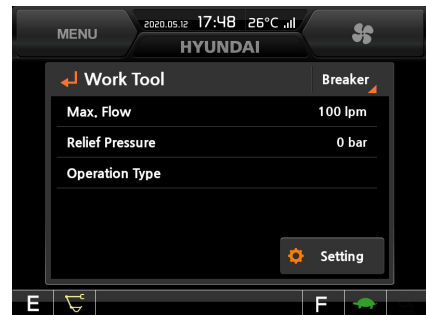 MENU
2020.05.12 17:48 26°C
HYUNDAI
Work Tool Breaker
Max. Flow 100 lpm
Relief Pressure 0 bar
Operation Type
Setting
E F